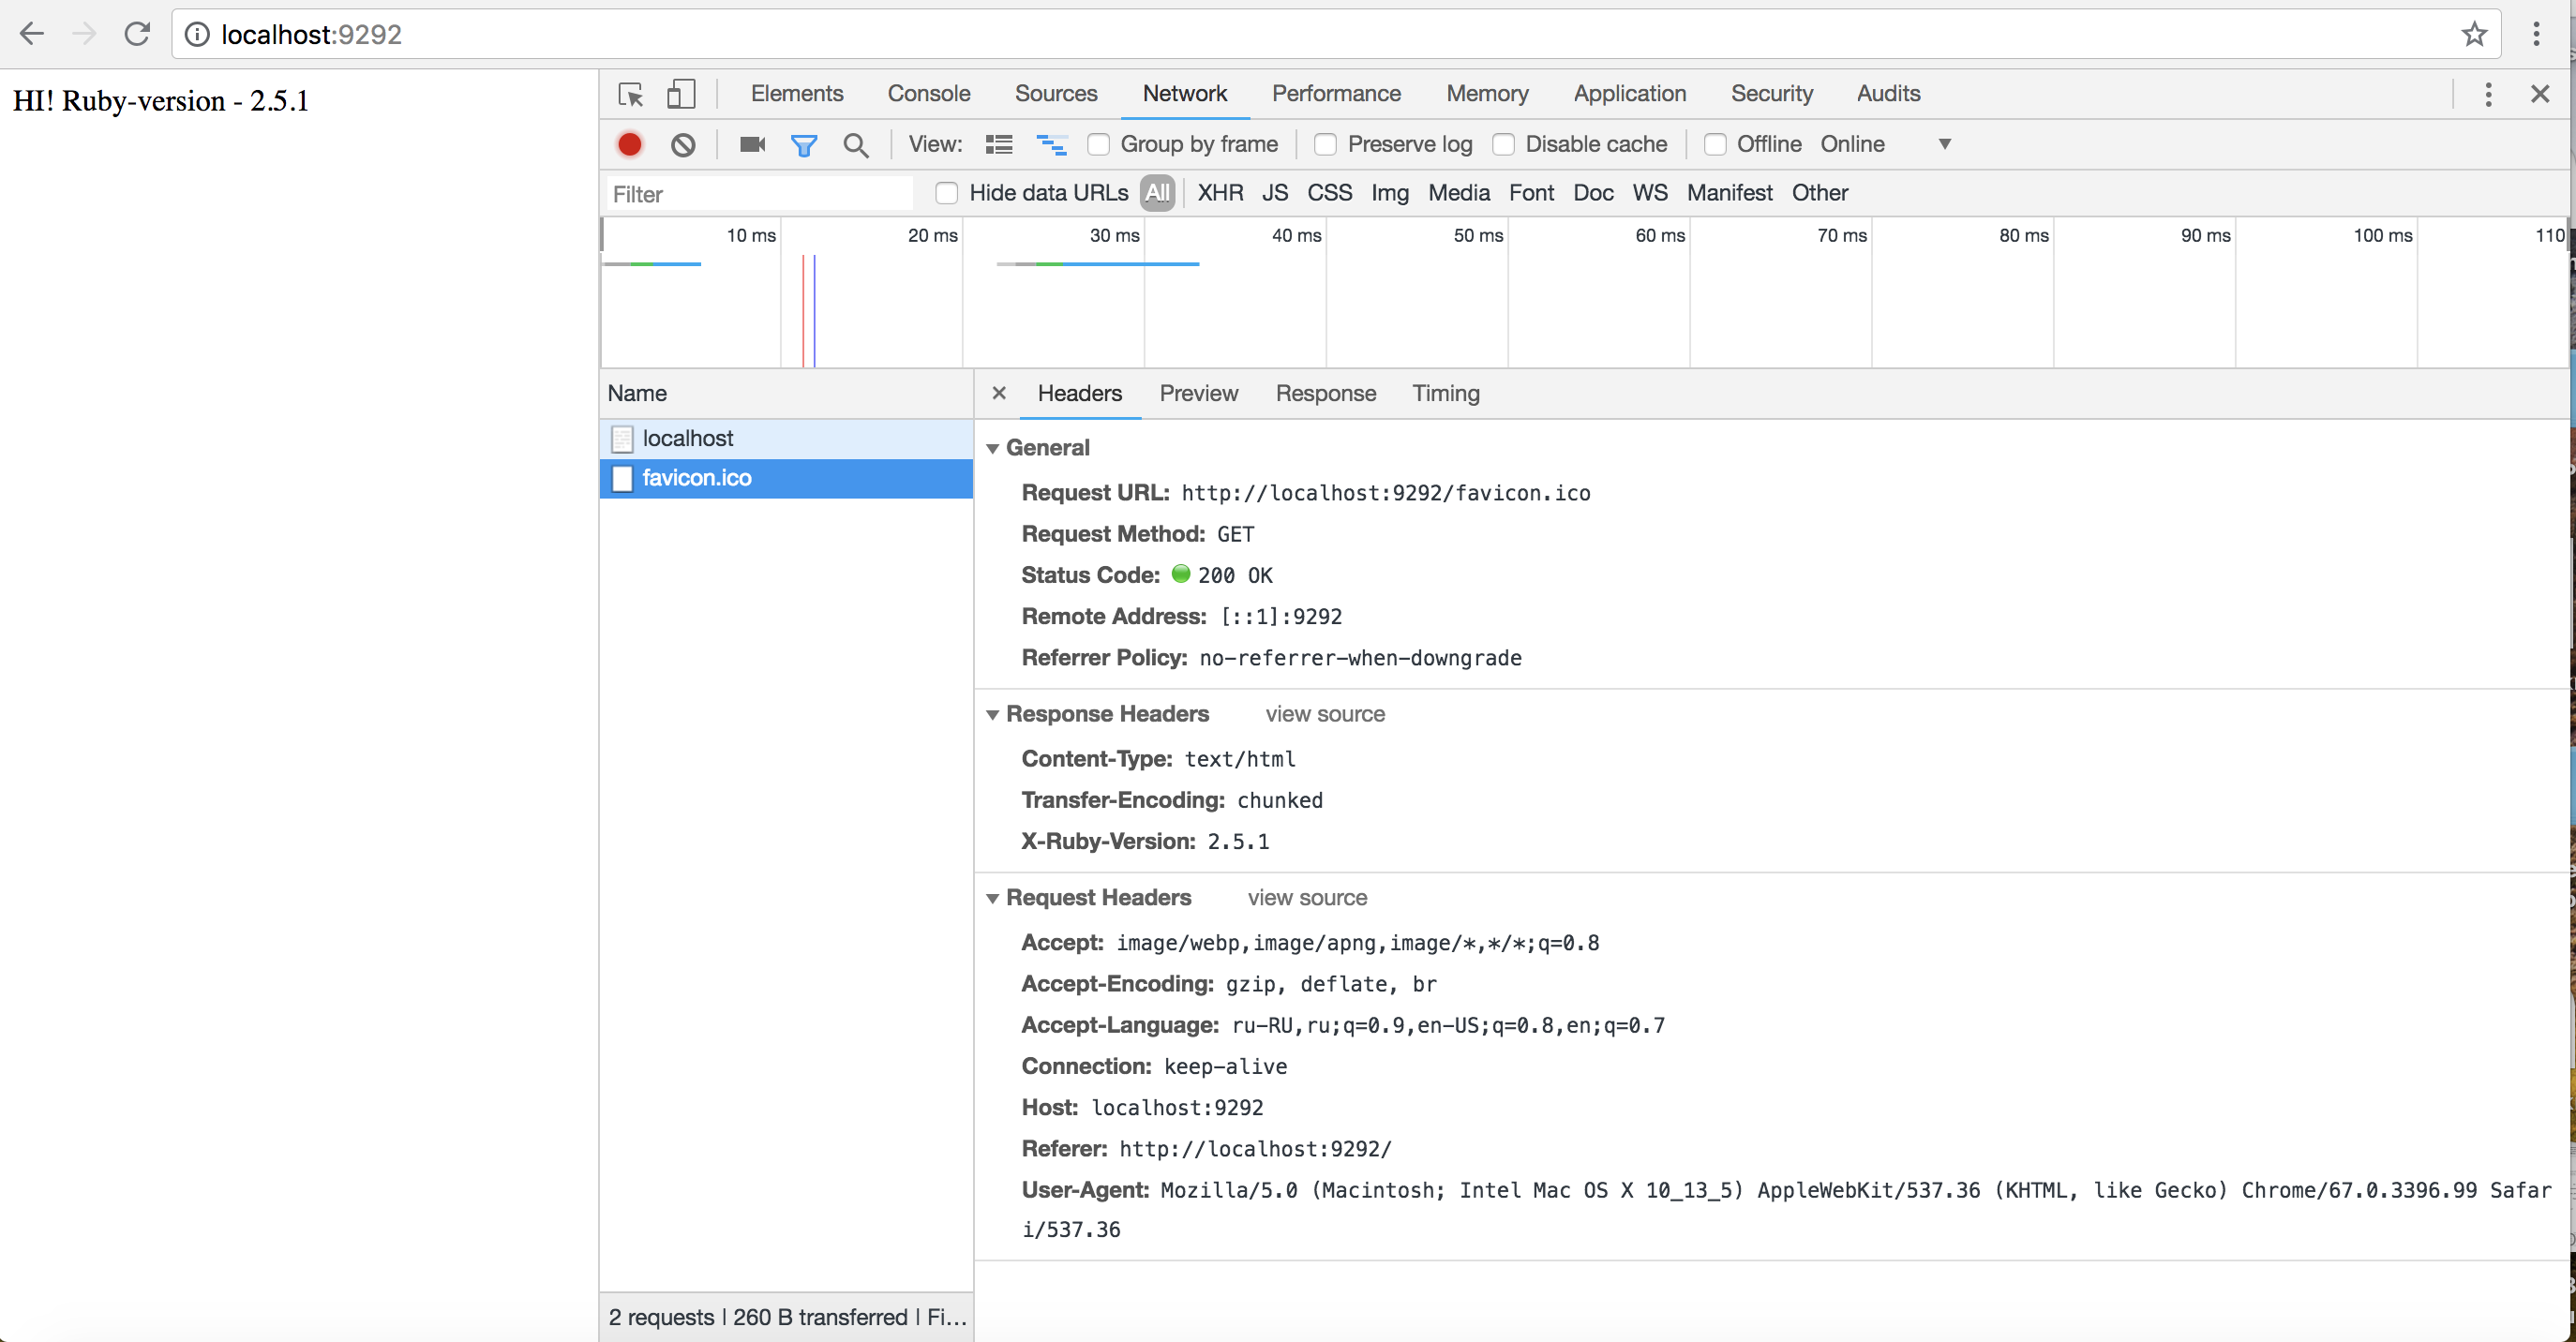 localhost:9292
HI! Ruby-version - 2.5.1
Elements Console Sources Network Performance Memory Application Security Audits
View: Group by frame Preserve log Disable cache Offline Online
Filter Hide data URLs All XHR JS CSS Img Media Font Doc WS Manifest Other
10 ms 20 ms 30 ms 40 ms 50 ms 60 ms 70 ms 80 ms 90 ms 100 ms 110
Name
localhost
favicon.ico
Headers Preview Response Timing
General
Request URL: http://localhost:9292/favicon.ico
Request Method: GET
Status Code: 200 OK
Remote Address: [::1]:9292
Referrer Policy: no-referrer-when-downgrade
Response Headers view source
Content-Type: text/html
Transfer-Encoding: chunked
X-Ruby-Version: 2.5.1
Request Headers view source
Accept: image/webp,image/apng,image/*,*/*;q=0.8
Accept-Encoding: gzip, deflate, br
Accept-Language: ru-RU,ru;q=0.9,en-US;q=0.8,en;q=0.7
Connection: keep-alive
Host: localhost:9292
Referer: http://localhost:9292/
User-Agent: Mozilla/5.0 (Macintosh; Intel Mac OS X 10_13_5) AppleWebKit/537.36 (KHTML, like Gecko) Chrome/67.0.3396.99 Safar
i/537.36
2 requests | 260 B transferred | Fi...